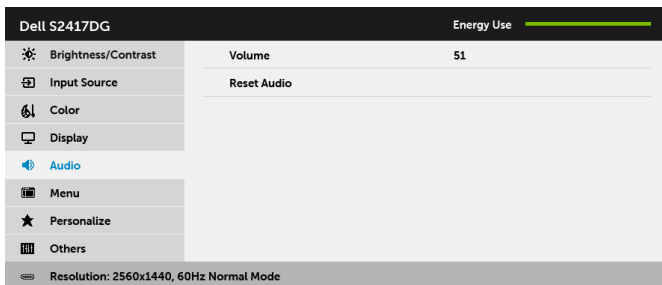 Dell S2417DG Energy Use
Brightness/Contrast Volume 51
Input Source Reset Audio
Color
Display
Audio
Menu
Personalize
Others
Resolution: 2560x1440, 60Hz Normal Mode